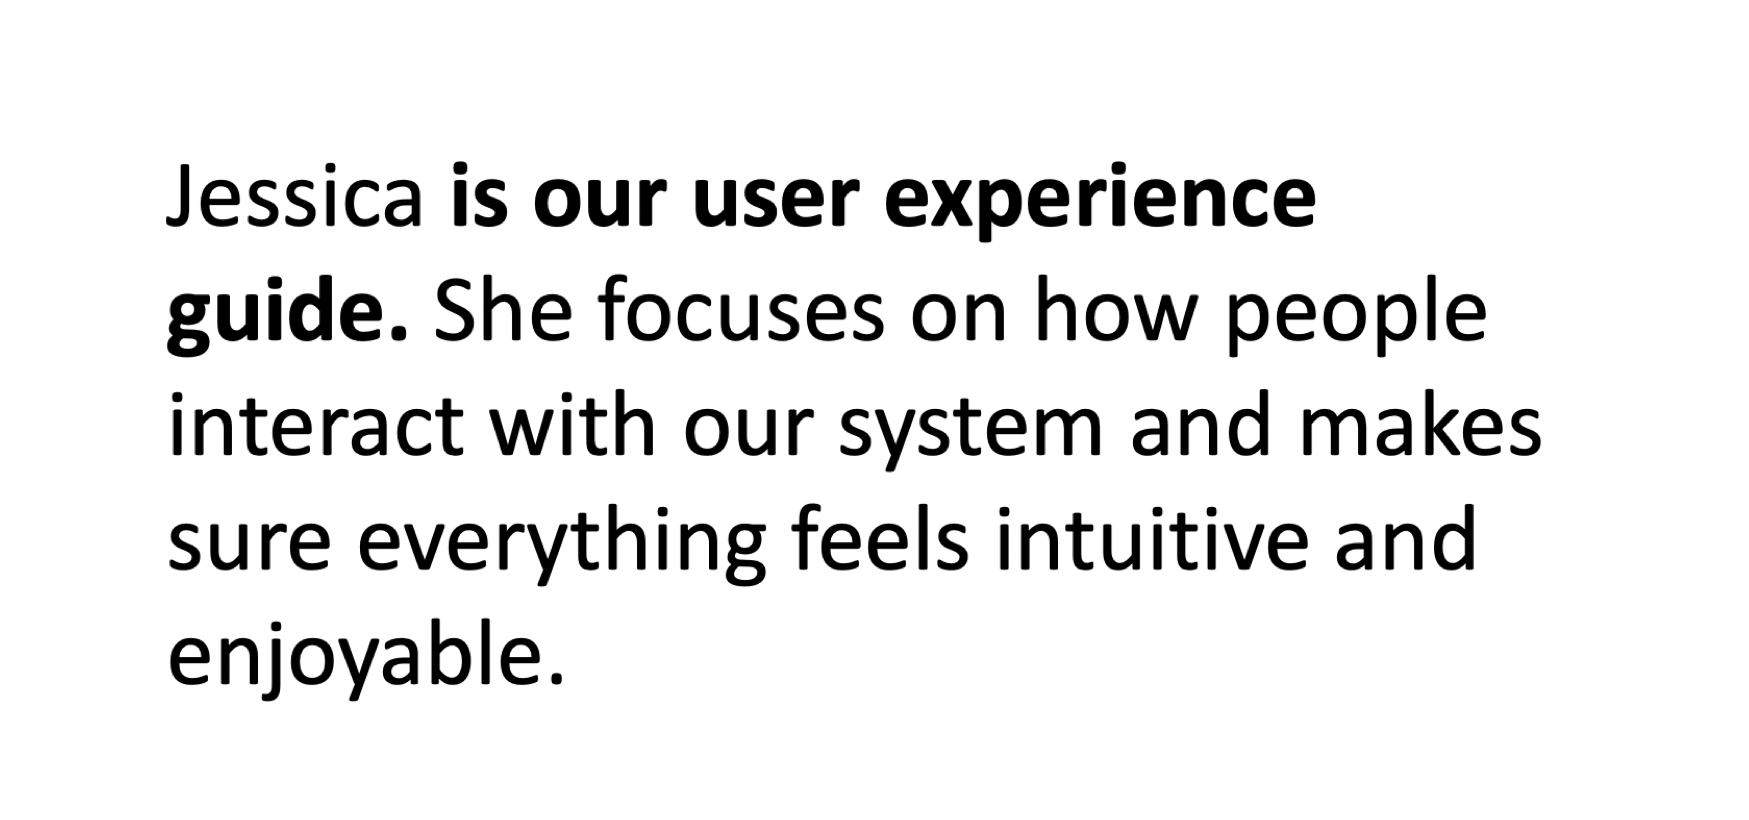 Jessica is our user experience
guide. She focuses on how people
interact with our system and makes
sure everything feels intuitive and
enjoyable.